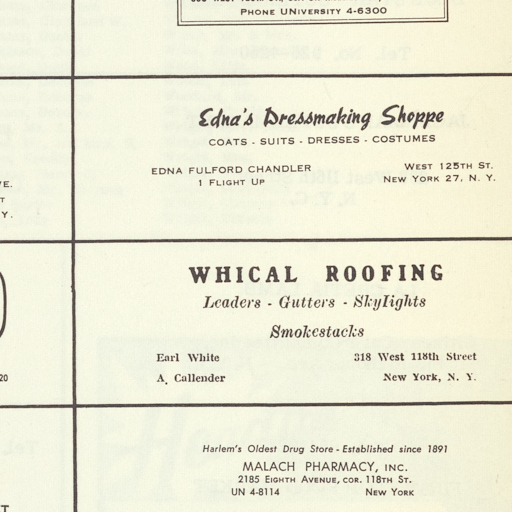 Phone UNiversity 4-6300
Edna's Dressmaking Shoppe
COATS - SUITS - DRESSES - COSTUMES
EDNA FULFORD CHANDLER
1 Flight Up
West 125th St.
New York 27, N. Y.
WHICAL ROOFING
Leaders - Gutters - Skylights
Smokestacks
Earl White
A. Callender
318 West 118th Street
New York, N. Y.
Harlem's Oldest Drug Store - Established since 1891
MALACH PHARMACY, INC.
2185 Eighth Avenue, cor. 118th St.
UN 4-8114 New York